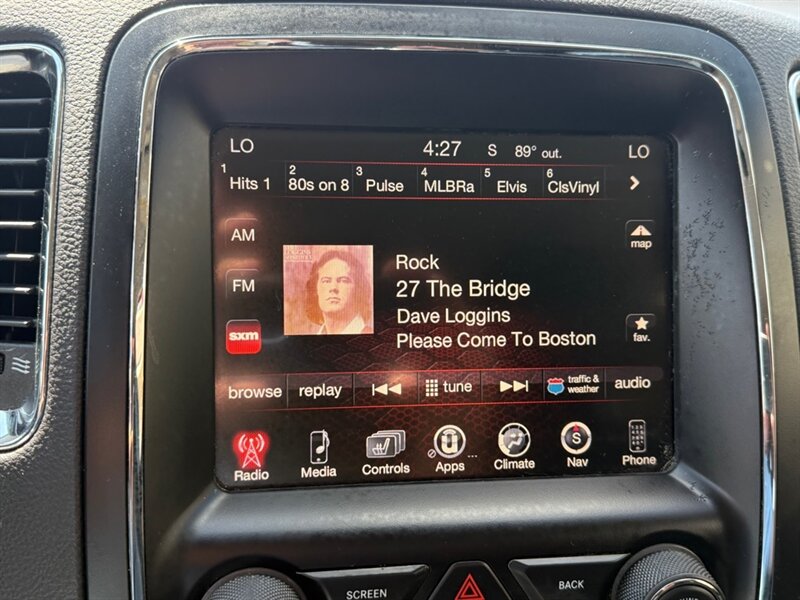 LO 4:27 S 89° out. LO
1 Hits 1 2 80s on 8 3 Pulse 4 MLBRa 5 Elvis 6 ClsVinyl
AM
map
Rock
FM
27 The Bridge
Dave Loggins
sxm
Please Come To Boston
fav.
browse replay tune traffic & weather audio
Radio Media Controls Apps Climate Nav Phone
S
SCREEN BACK